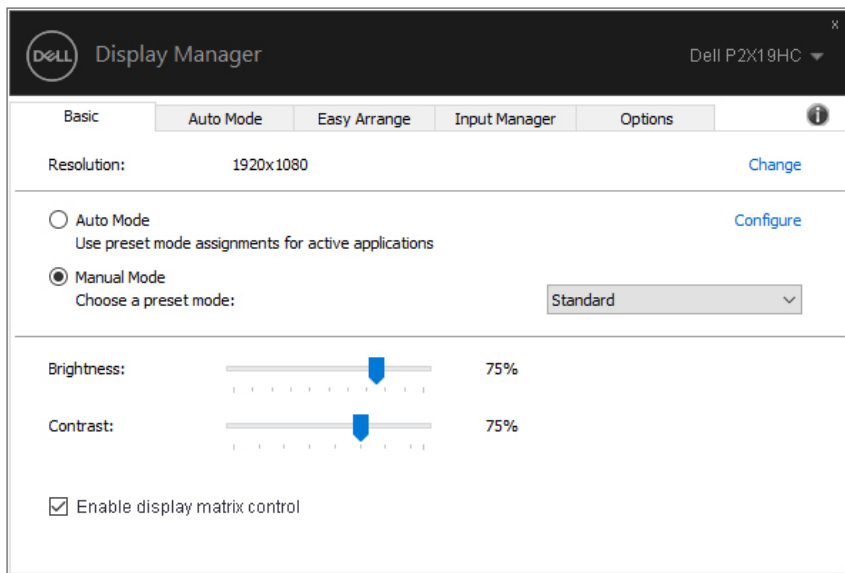 x
DELL
Display Manager
Dell P2X19HC
Basic
Auto Mode
Easy Arrange
Input Manager
Options
i
Resolution:
1920x1080
Change
Auto Mode
Configure
Use preset mode assignments for active applications
Manual Mode
Choose a preset mode:
Standard
Brightness:
75%
Contrast:
75%
Enable display matrix control